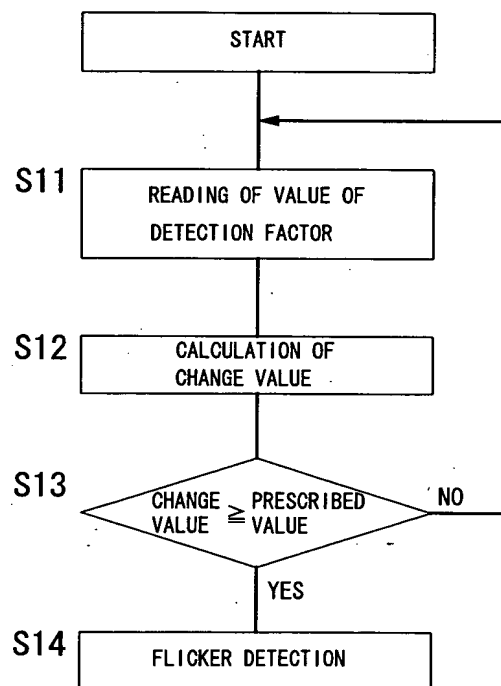 START
S11
READING OF VALUE OF
DETECTION FACTOR
S12
CALCULATION OF
CHANGE VALUE
S13
CHANGE ≧ PRESCRIBED
VALUE VALUE
NO
YES
S14
FLICKER DETECTION